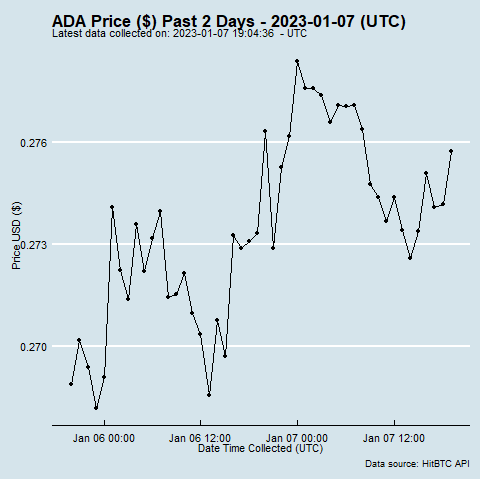 ADA Price ($) Past 2 Days - 2023-01-07 (UTC)
Latest data collected on: 2023-01-07 19:04:36  - UTC
0.276
0.273
0.270
Price USD ($)
Jan 06 00:00 Jan 06 12:00 Jan 07 00:00 Jan 07 12:00
Date Time Collected (UTC)
Data source: HitBTC API